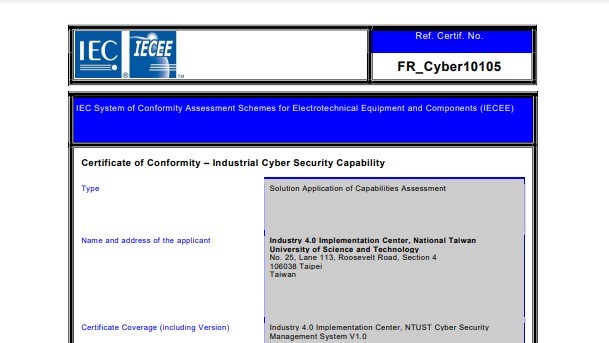 IEC
IECEE
®
TM
Ref. Certif. No.
FR_Cyber10105
IEC System of Conformity Assessment Schemes for Electrotechnical Equipment and Components (IECEE)
Certificate of Conformity – Industrial Cyber Security Capability
Type
Solution Application of Capabilities Assessment
Name and address of the applicant
Industry 4.0 Implementation Center, National Taiwan
University of Science and Technology
No. 25, Lane 113, Roosevelt Road, Section 4
106038 Taipei
Taiwan
Certificate Coverage (including Version)
Industry 4.0 Implementation Center, NTUST Cyber Security
Management System V1.0